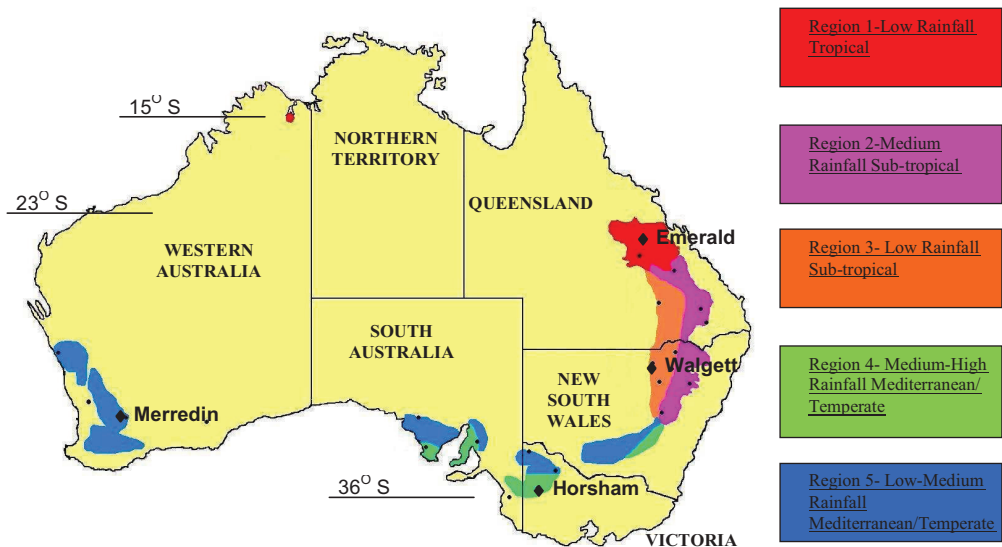 15° S
NORTHERN
TERRITORY
23° S
QUEENSLAND
WESTERN
AUSTRALIA
Emerald
SOUTH
AUSTRALIA
Walgett
NEW
SOUTH
WALES
Merredin
36° S
Horsham
VICTORIA
Region 1-Low Rainfall
Tropical
Region 2-Medium
Rainfall Sub-tropical
Region 3- Low Rainfall
Sub-tropical
Region 4- Medium-High
Rainfall Mediterranean/
Temperate
Region 5- Low-Medium
Rainfall
Mediterranean/Temperate